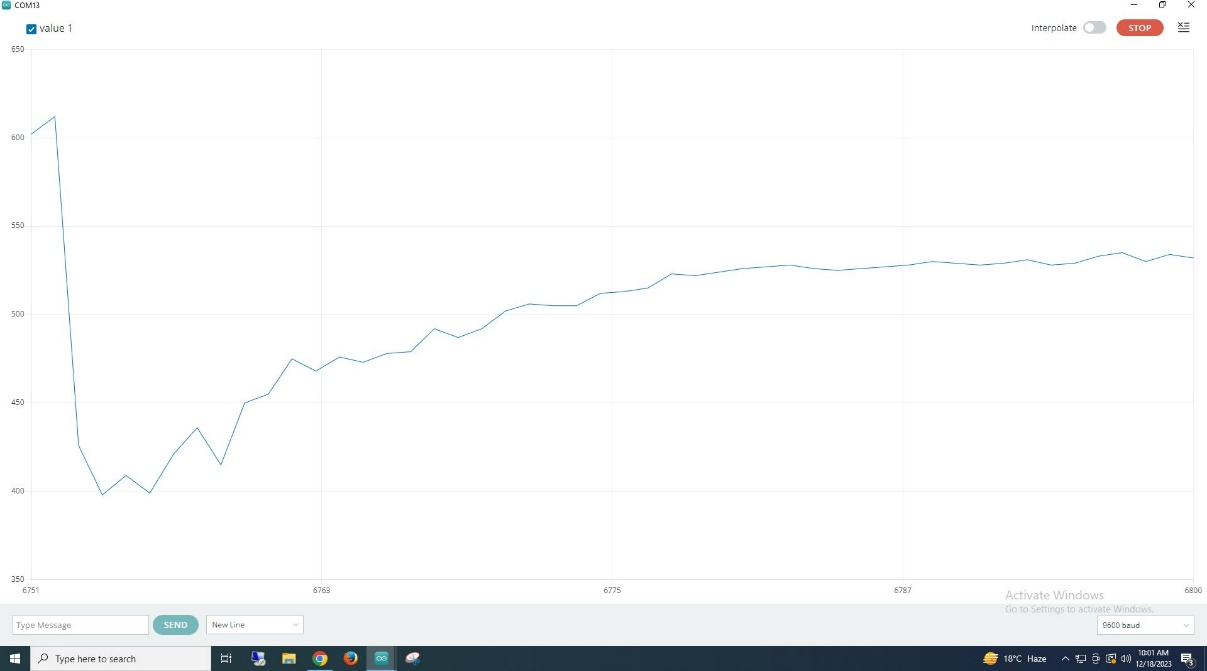 COM13
value 1
Interpolate
STOP
650
600
550
500
450
400
350
6751
6763
6775
6787
6800
Activate Windows
Go to Settings to activate Windows.
Type Message
SEND
New Line
9600 baud
Type here to search
18°C Haze
10:01 AM
12/18/2023
3